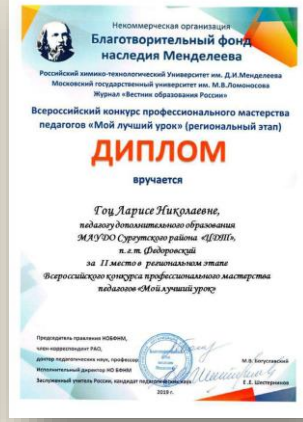 Некоммерческая организация
Благотворительный фонд
наследия Менделеева
Российский химико-технологический Университет им. Д.И.Менделеева
Московский государственный университет им. М.В.Ломоносова
Журнал «Вестник образования России»
Всероссийский конкурс профессионального мастерства
педагогов «Мой лучший урок» (региональный этап)
ДИПЛОМ
вручается
Гоц Ларисе Николаевне,
педагогу дополнительного образования
МАУДО Сургутского района «ЦДТ»,
п.г.т. Федоровский
за II место в региональном этапе
Всероссийского конкурса профессионального мастерства
педагогов «Мой лучший урок»
Председатель правления НОБФНМ,
член-корреспондент РАО,
доктор педагогических наук, профессор
М.В. Богуславский
Исполнительный директор НО БФНМ
Заслуженный учитель России, кандидат педагогических наук
Е.Е. Шестерников
2019 г.